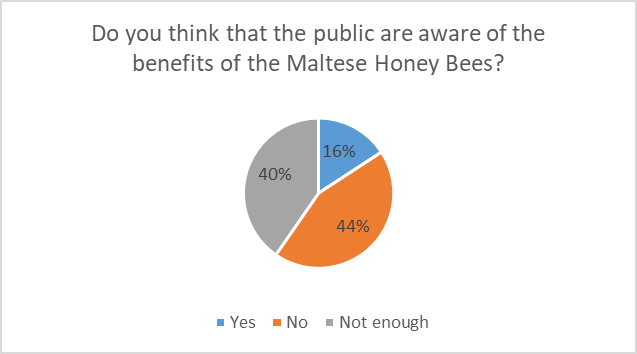 Do you think that the public are aware of the
benefits of the Maltese Honey Bees?
16%
40%
44%
Yes No Not enough